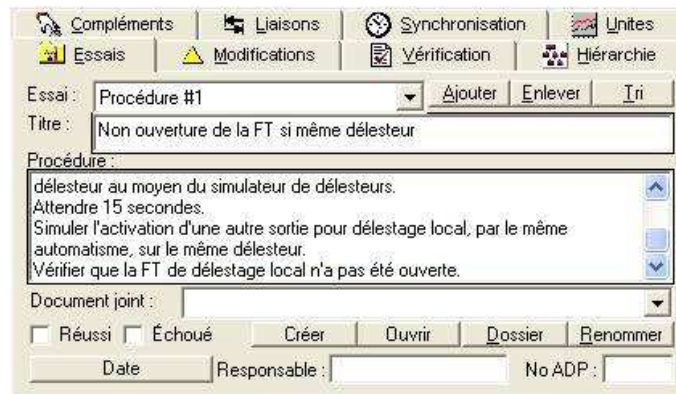 Compléments Liaisons Synchronisation Unites
Essais Modifications Vérification Hiérarchie
Essai : Procédure #1 Ajouter Enlever Tri
Titre : Non ouverture de la FT si même délesteur
Procédure :
délesteur au moyen du simulateur de délesteurs.
Attendre 15 secondes.
Simuler l'activation d'une autre sortie pour délestage local, par le même
automatisme, sur le même délesteur.
Vérifier que la FT de délestage local n'a pas été ouverte.
Document joint :
Réussi Échoué Créer Ouvrir Dossier Renommer
Date Responsable : No ADP :